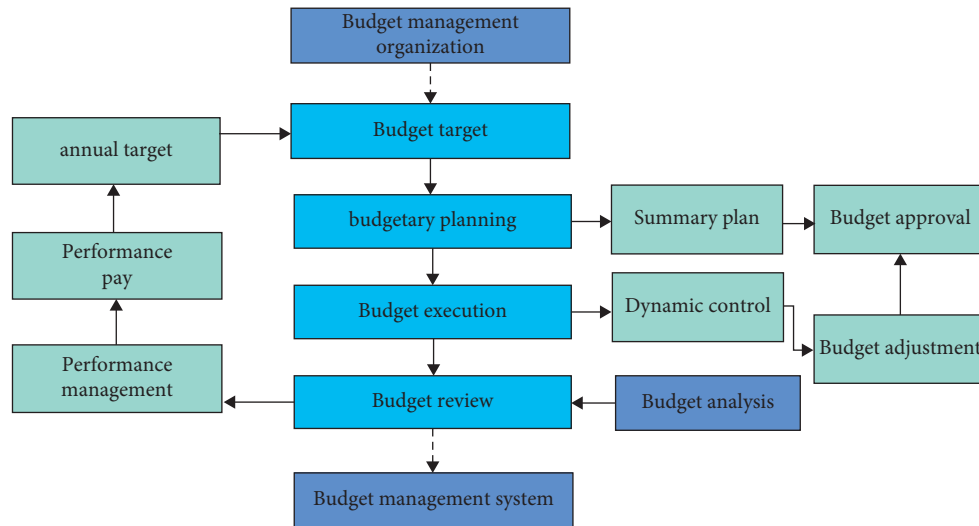 Budget management
organization
Budget target
annual target
budgetary planning
Summary plan
Budget approval
Performance
pay
Budget execution
Dynamic control
Budget adjustment
Performance
management
Budget review
Budget analysis
Budget management system